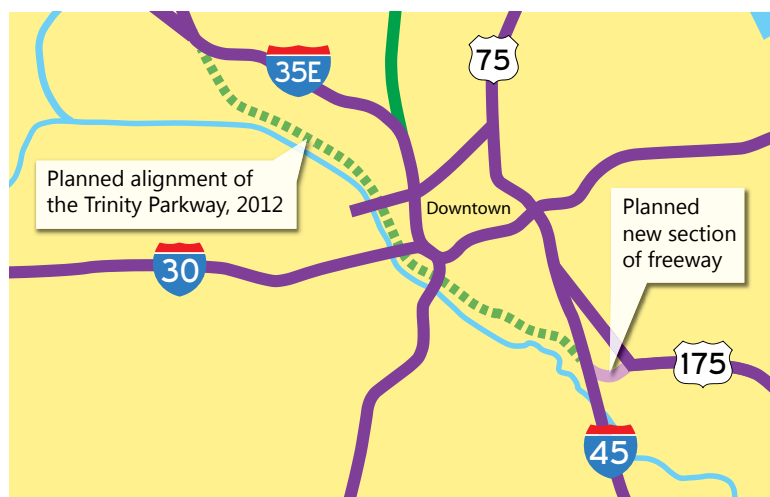 75
35E
Planned alignment of
the Trinity Parkway, 2012
Downtown
Planned
new section
of freeway
30
175
45